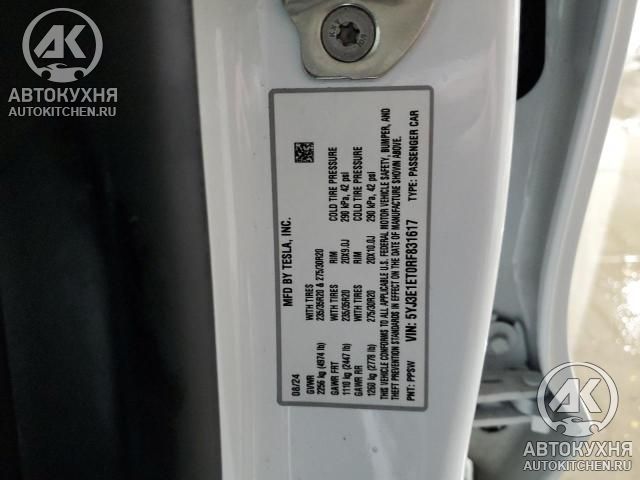 АК
АВТОКУХНЯ
AUTOKITCHEN.RU
MFD BY TESLA, INC.
08/24
GVWR
2256 kg (4974 lb)
WITH TIRES
235/35R20 & 275/30R20
COLD TIRE PRESSURE
290 kPa, 42 psi
GAWR FRT
1110 kg (2447 lb)
WITH TIRES
235/35R20
RIM
20X9.0J
COLD TIRE PRESSURE
290 kPa, 42 psi
GAWR RR
1260 kg (2778 lb)
WITH TIRES
275/30R20
RIM
20X10.0J
THIS VEHICLE CONFORMS TO ALL APPLICABLE U.S. FEDERAL MOTOR VEHICLE SAFETY, BUMPER, AND
THEFT PREVENTION STANDARDS IN EFFECT ON THE DATE OF MANUFACTURE SHOWN ABOVE.
PNT: PPSW
VIN: 5YJ3E1ET0RF831617
TYPE: PASSENGER CAR
АК
АВТОКУХНЯ
AUTOKITCHEN.RU